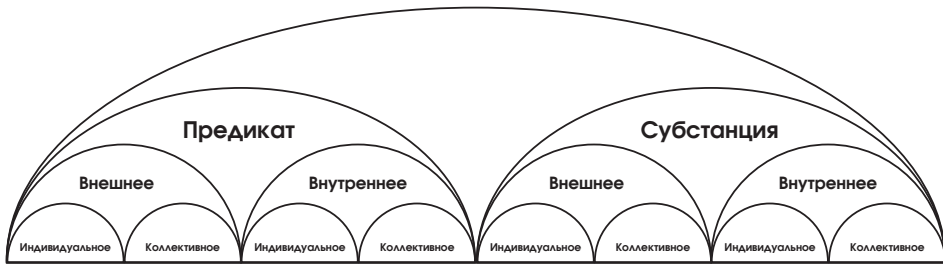 Предикат Субстанция
Внешнее Внутреннее Внешнее Внутреннее
Индивидуальное Коллективное Индивидуальное Коллективное Индивидуальное Коллективное Индивидуальное Коллективное